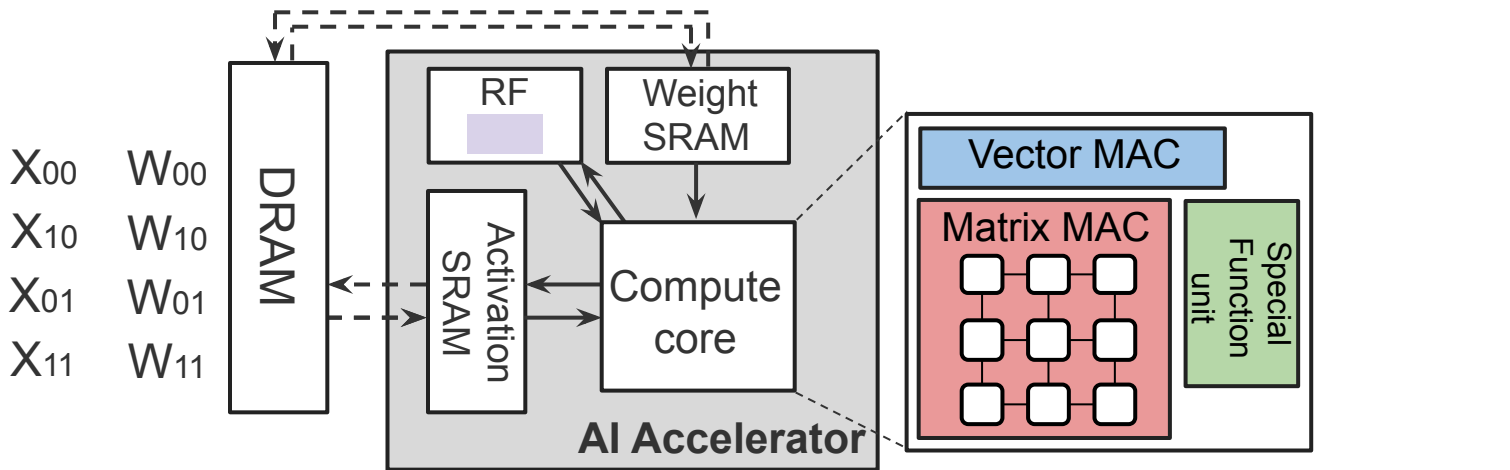 X00 W00
X10 W10
X01 W01
X11 W11
DRAM
RF
Weight
SRAM
Activation
SRAM
Compute
core
AI Accelerator
Vector MAC
Matrix MAC
Special
Function
unit